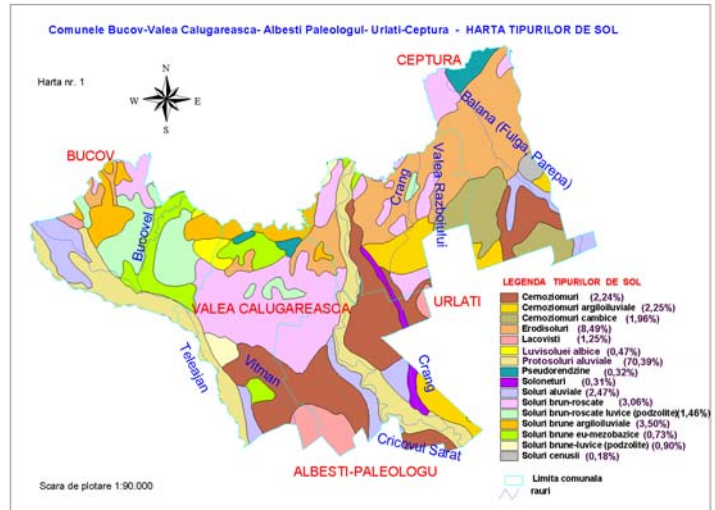 Comunele Bucov-Valea Calugareasca- Albesti Paleologul- Urlati-Ceptura - HARTA TIPURILOR DE SOL
CEPTURA
Harta nr. 1
N
W E
S
Balana (Fulga, Parepa)
BUCOV
Crang
Valea Razbojului
Bucovel
LEGENDA TIPURILOR DE SOL
Cernoziomuri (2,24%)
Cernoziomuri argiloiluviale (2,25%)
Cernoziomuri cambice (1,96%)
Erodisoluri (8,49%)
Lacovisti (1,25%)
Luvisoluei albice (0,47%)
Protosoluri aluviale (70,39%)
Pseudorendzine (0,32%)
Soloneturi (0,31%)
Soluri aluviale (2,47%)
Soluri brun-roscate (3,06%)
Soluri brun-roscate luvice (podzolite)(1,46%)
Soluri brune argiloiluviale (3,50%)
Soluri brune eu-mezobazice (0,73%)
Soluri brune-luvice (podzolite) (0,90%)
Soluri cenusii (0,18%)
Limita comunala
rauri
VALEA CALUGAREASCA
URLATI
Teleajan
Vitman
Crang
Cricovul Sarat
ALBESTI-PALEOLOGU
Scara de plotare 1:90.000